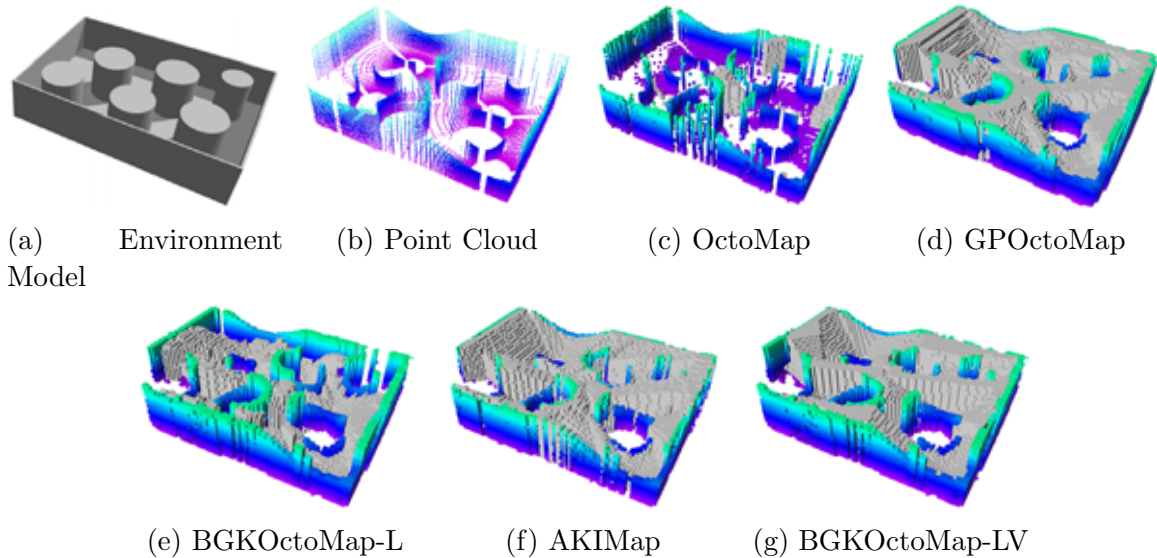 (a) Environment
Model
(b) Point Cloud
(c) OctoMap
(d) GPOctoMap
(e) BGKOctoMap-L
(f) AKIMap
(g) BGKOctoMap-LV